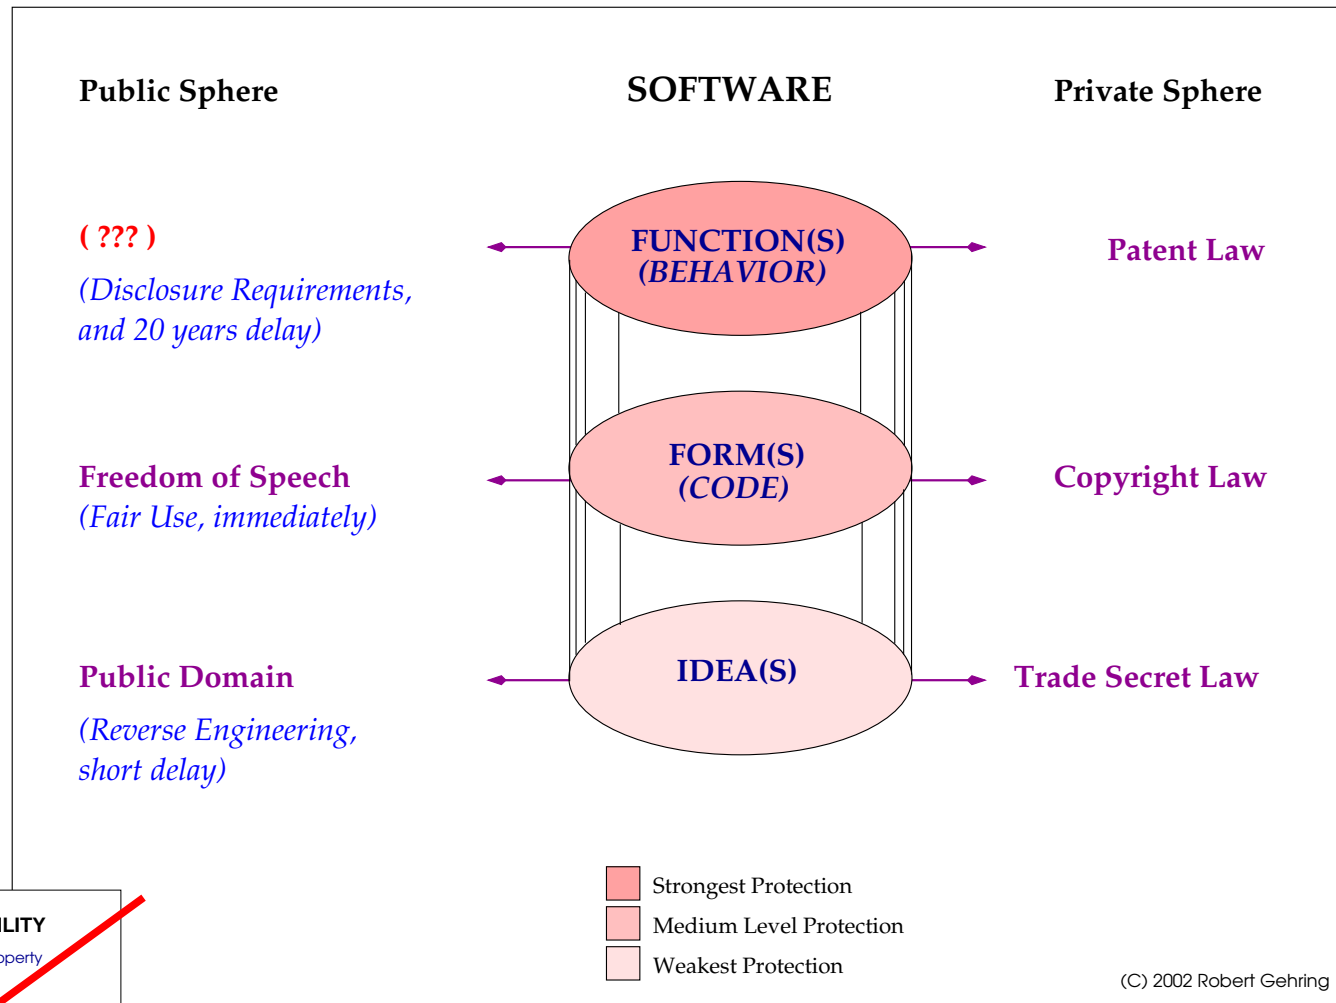 Public Sphere SOFTWARE Private Sphere
( ??? )
(Disclosure Requirements,
and 20 years delay)
FUNCTION(S)
(BEHAVIOR)
Patent Law
Freedom of Speech
(Fair Use, immediately)
FORM(S)
(CODE)
Copyright Law
Public Domain
(Reverse Engineering,
short delay)
IDEA(S)
Trade Secret Law
Strongest Protection
Medium Level Protection
Weakest Protection
(C) 2002 Robert Gehring